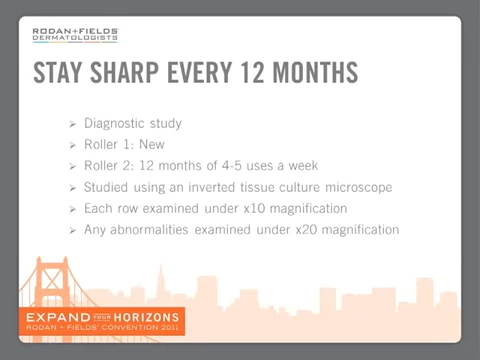 RODAN+FIELDS®
DERMATOLOGISTS
STAY SHARP EVERY 12 MONTHS
➢ Diagnostic study
➢ Roller 1: New
➢ Roller 2: 12 months of 4-5 uses a week
➢ Studied using an inverted tissue culture microscope
➢ Each row examined under x10 magnification
➢ Any abnormalities examined under x20 magnification
EXPAND YOUR HORIZONS
RODAN + FIELDS® CONVENTION 2011